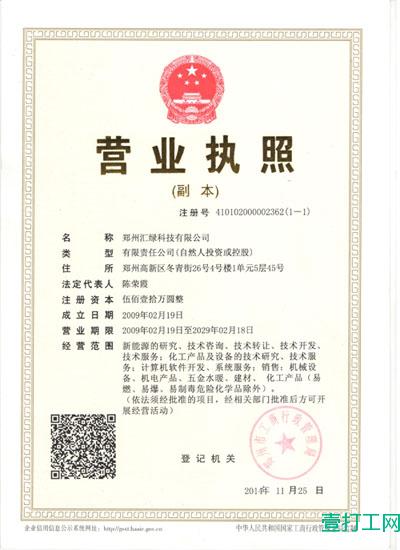 营业执照
(副 本)
注册号 410102000002362(1-1)
名 称 郑州汇绿科技有限公司
类 型 有限责任公司(自然人投资或控股)
住 所 郑州高新区冬青街26号4号楼1单元5层45号
法定代表人 陈荣霞
注册资本 伍佰壹拾万圆整
成立日期 2009年02月19日
营业期限 2009年02月19日至2029年02月18日
经营范围 新能源的研究、技术咨询、技术转让、技术开发、
技术服务；化工产品及设备的技术研究、技术服
务；计算机软件开发、系统服务；销售：机械设
备、机电产品、五金水暖、建材、化工产品（易
燃、易爆、易制毒危险化学品除外）。
（依法须经批准的项目，经相关部门批准后方可开
展经营活动）
郑州市工商行政管理局
登记机关
2014年 11月25日
企业信用信息公示系统网址：http://gsxt.haaic.gov.cn
中华人民共和国国家工商行政管
壹打工网